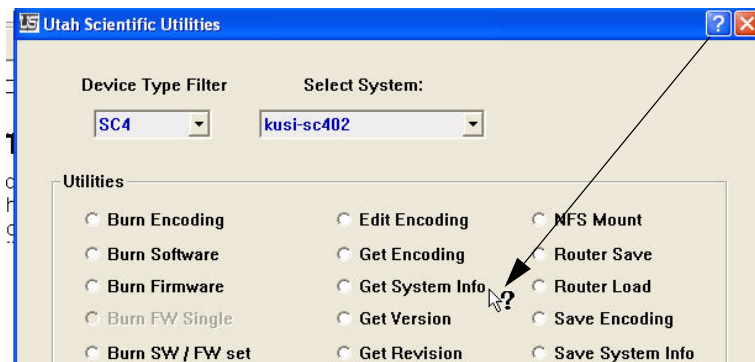 US Utah Scientific Utilities ?
Device Type Filter Select System:
SC4 kusi-sc402
Utilities
Burn Encoding Edit Encoding NFS Mount
Burn Software Get Encoding Router Save
Burn Firmware Get System Info ? Router Load
Burn FW Single Get Version Save Encoding
Burn SW / FW set Get Revision Save System Info